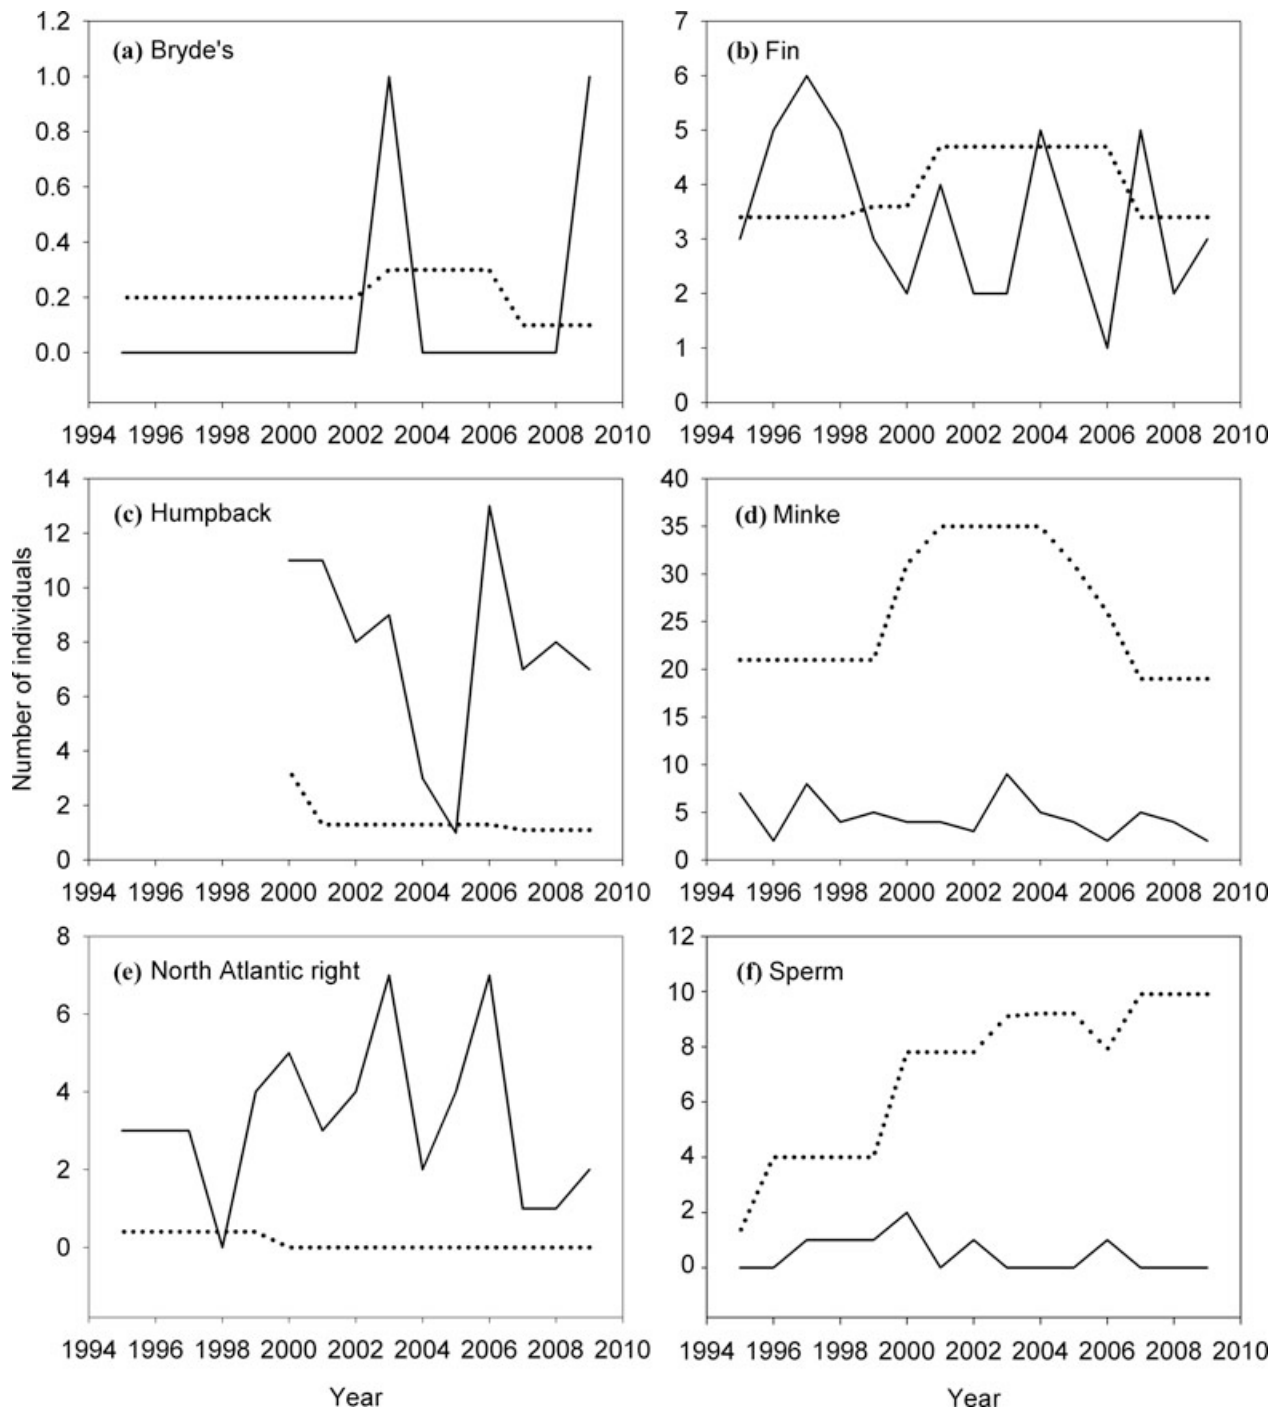 (a) Bryde's
1.2
1.0
0.8
0.6
0.4
0.2
0.0
1994 1996 1998 2000 2002 2004 2006 2008 2010
(b) Fin
7
6
5
4
3
2
1
0
1994 1996 1998 2000 2002 2004 2006 2008 2010
Number of individuals
(c) Humpback
14
12
10
8
6
4
2
0
1994 1996 1998 2000 2002 2004 2006 2008 2010
(d) Minke
40
35
30
25
20
15
10
5
0
1994 1996 1998 2000 2002 2004 2006 2008 2010
(e) North Atlantic right
8
6
4
2
0
1994 1996 1998 2000 2002 2004 2006 2008 2010
Year
(f) Sperm
12
10
8
6
4
2
0
1994 1996 1998 2000 2002 2004 2006 2008 2010
Year